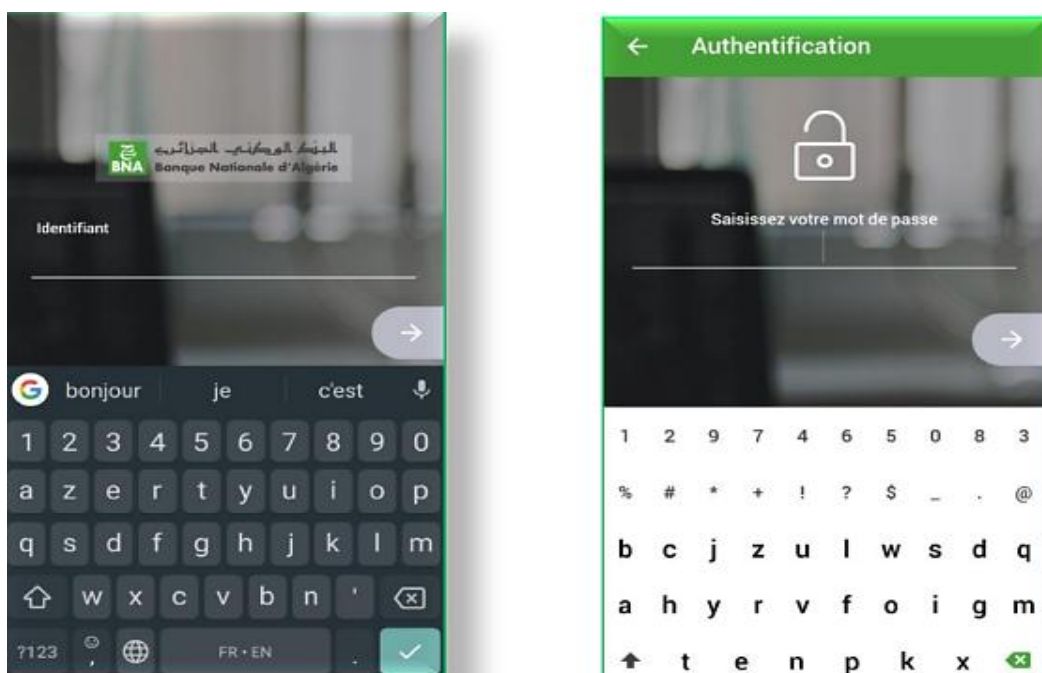 البنك الوطني الجزائري
BNA Banque Nationale d'Algérie
Identifiant
bonjour je c'est
1 2 3 4 5 6 7 8 9 0
a z e r t y u i o p
q s d f g h j k l m
w x c v b n '
?123 , FR • EN .
Authentification
Saisissez votre mot de passe
1 2 9 7 4 6 5 0 8 3
% # * + ! ? $ _ . @
b c j z u l w s d q
a h y r v f o i g m
t e n p k x